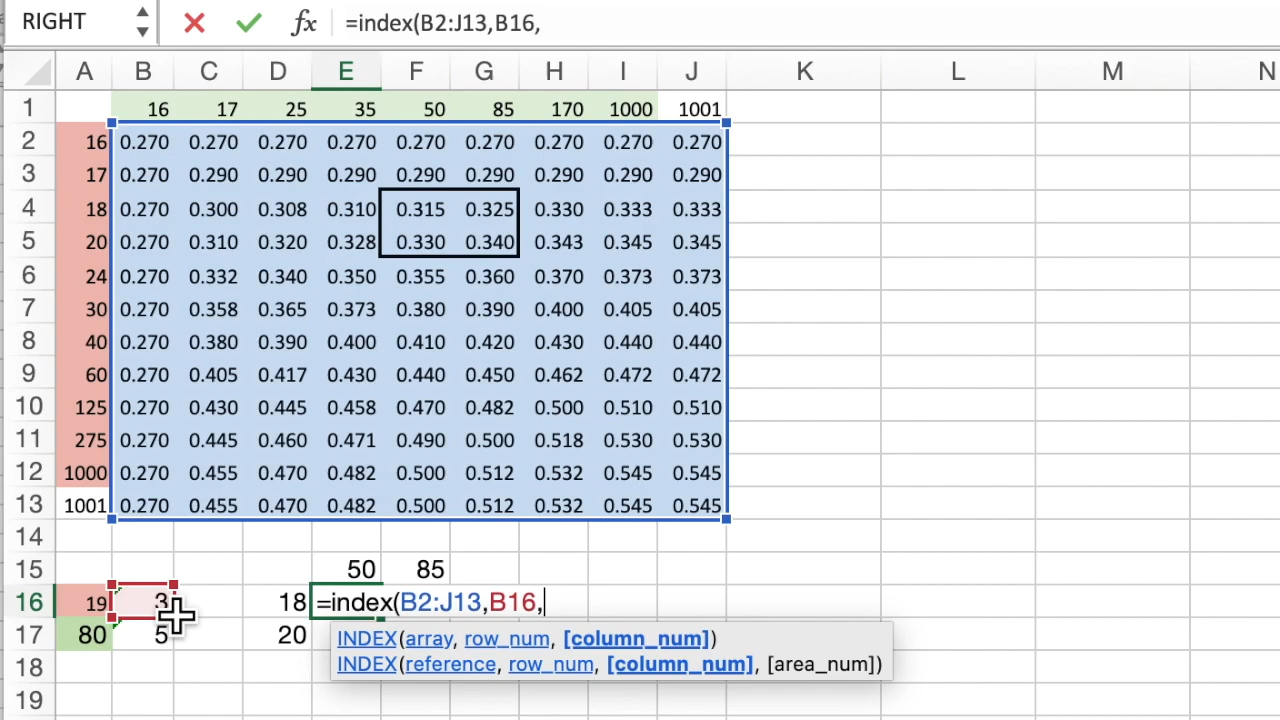 RIGHT fx =index(B2:J13,B16,
A B C D E F G H I J K L M N
1 16 17 25 35 50 85 170 1000 1001
2 16 0.270 0.270 0.270 0.270 0.270 0.270 0.270 0.270 0.270
3 17 0.270 0.290 0.290 0.290 0.290 0.290 0.290 0.290 0.290
4 18 0.270 0.300 0.308 0.310 0.315 0.325 0.330 0.333 0.333
5 20 0.270 0.310 0.320 0.328 0.330 0.340 0.343 0.345 0.345
6 24 0.270 0.332 0.340 0.350 0.355 0.360 0.370 0.373 0.373
7 30 0.270 0.358 0.365 0.373 0.380 0.390 0.400 0.405 0.405
8 40 0.270 0.380 0.390 0.400 0.410 0.420 0.430 0.440 0.440
9 60 0.270 0.405 0.417 0.430 0.440 0.450 0.462 0.472 0.472
10 125 0.270 0.430 0.445 0.458 0.470 0.482 0.500 0.510 0.510
11 275 0.270 0.445 0.460 0.471 0.490 0.500 0.518 0.530 0.530
12 1000 0.270 0.455 0.470 0.482 0.500 0.512 0.532 0.545 0.545
13 1001 0.270 0.455 0.470 0.482 0.500 0.512 0.532 0.545 0.545
14
15 50 85
16 19 3 18 =index(B2:J13,B16,
17 80 5 20
INDEX(array, row_num, [column_num])
INDEX(reference, row_num, [column_num], [area_num])
18
19